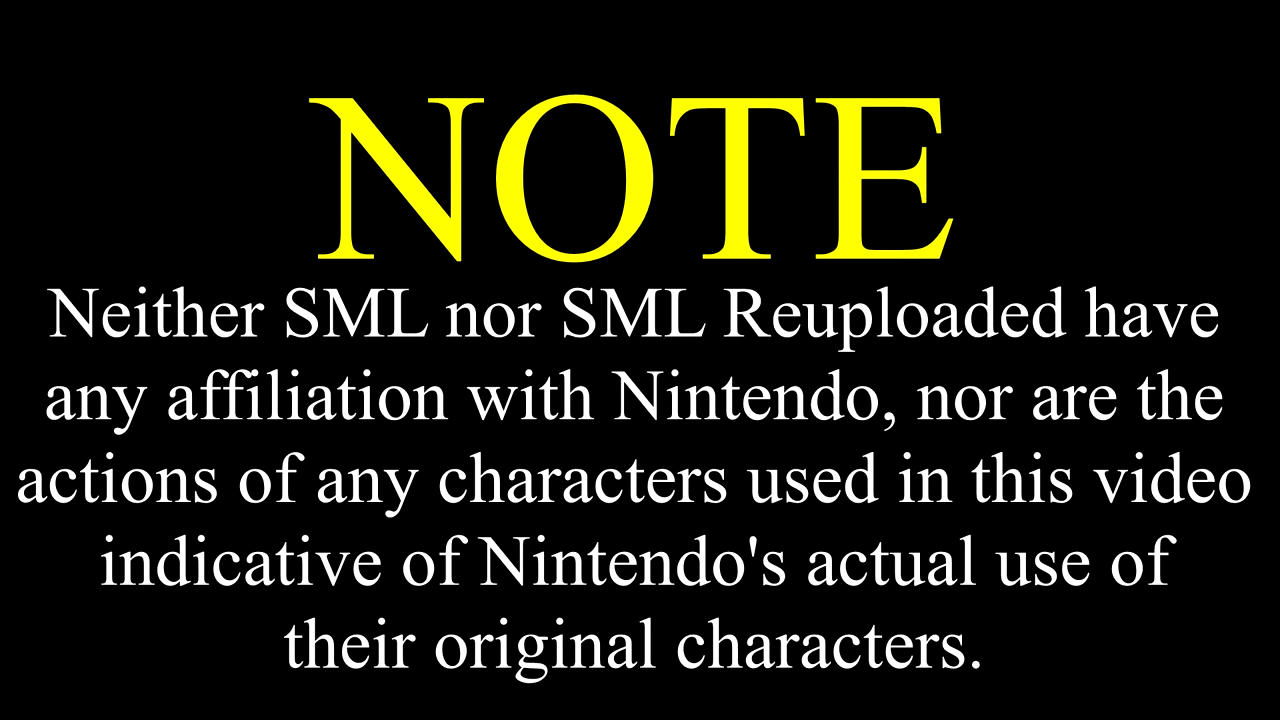 NOTE
Neither SML nor SML Reuploaded have
any affiliation with Nintendo, nor are the
actions of any characters used in this video
indicative of Nintendo's actual use of
their original characters.